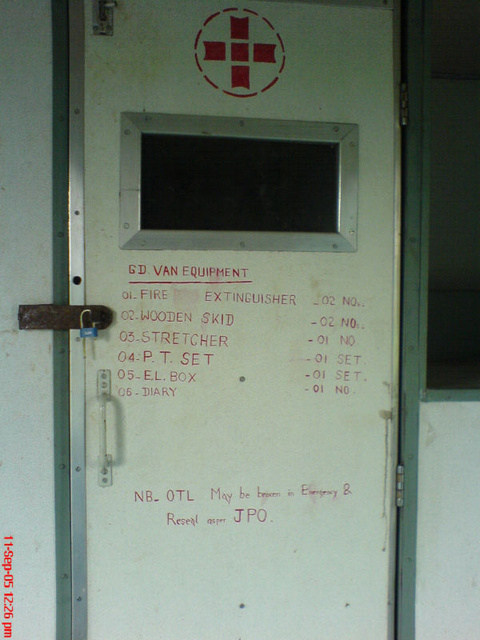 GD. VAN EQUIPMENT
01. FIRE EXTINGUISHER - 02 NO..
02. WOODEN SKID - 02 NO..
03. STRETCHER - 01 NO
04- P.T. SET - 01 SET.
05- EL. BOX - 01 SET.
06- DIARY - 01 NO.
NB- OTL May be broken in Emergency &
Reseal asper JPO.
11-Sep-05 12:26 pm